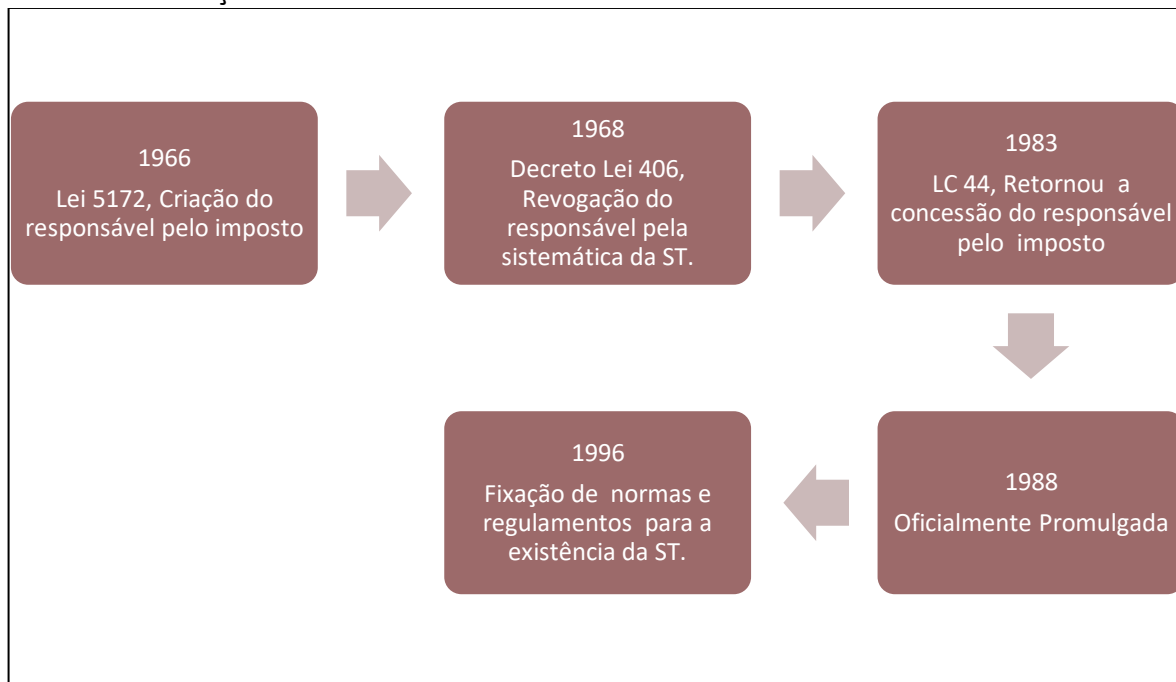 1966
Lei 5172, Criação do
responsável pelo imposto
1968
Decreto Lei 406,
Revogação do
responsável pela
sistemática da ST.
1983
LC 44, Retornou a
concessão do responsável
pelo imposto
1988
Oficialmente Promulgada
1996
Fixação de normas e
regulamentos para a
existência da ST.